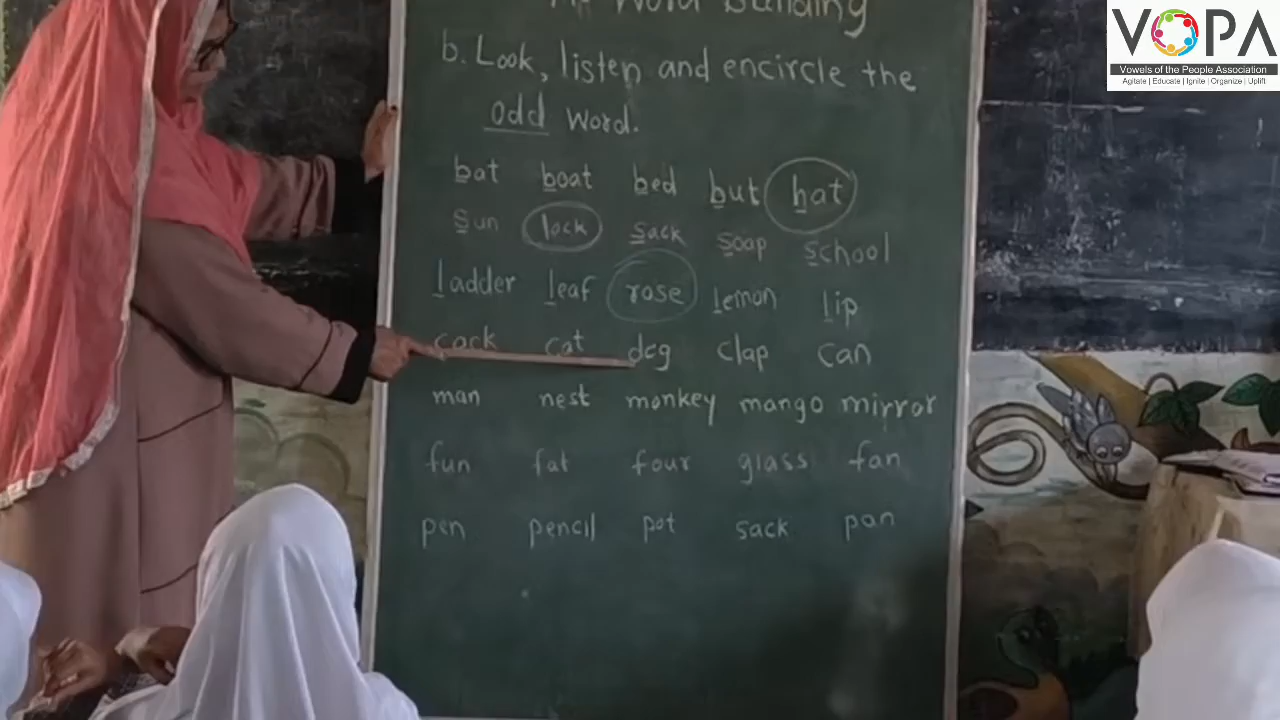 Word Building
b. Look, listen and encircle the
odd word.
bat boat bed but hat
sun lock sack soap school
ladder leaf rose lemon lip
cock cat dog clap can
man nest monkey mango mirror
fun fat four glass fan
pen pencil pot sack pan
VOPA
Vowels of the People Association
Agitate | Educate | Ignite | Organize | Uplift